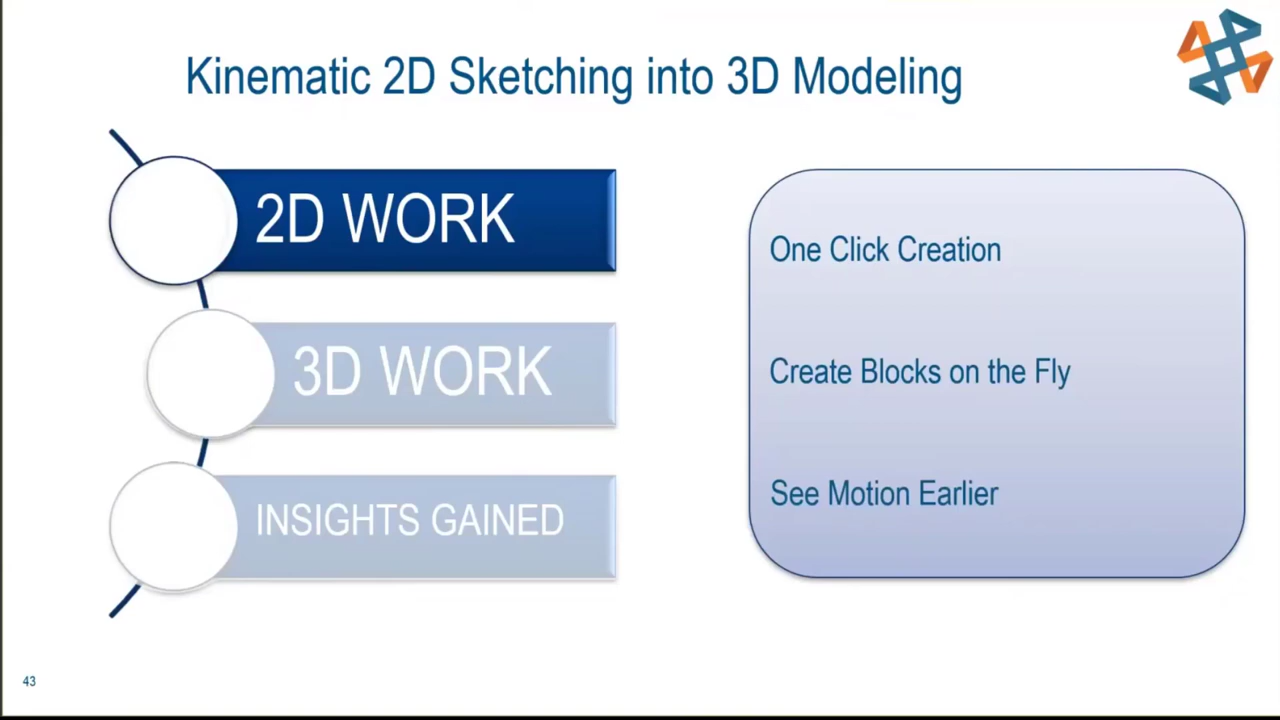 Kinematic 2D Sketching into 3D Modeling
2D WORK
3D WORK
INSIGHTS GAINED
One Click Creation
Create Blocks on the Fly
See Motion Earlier
43